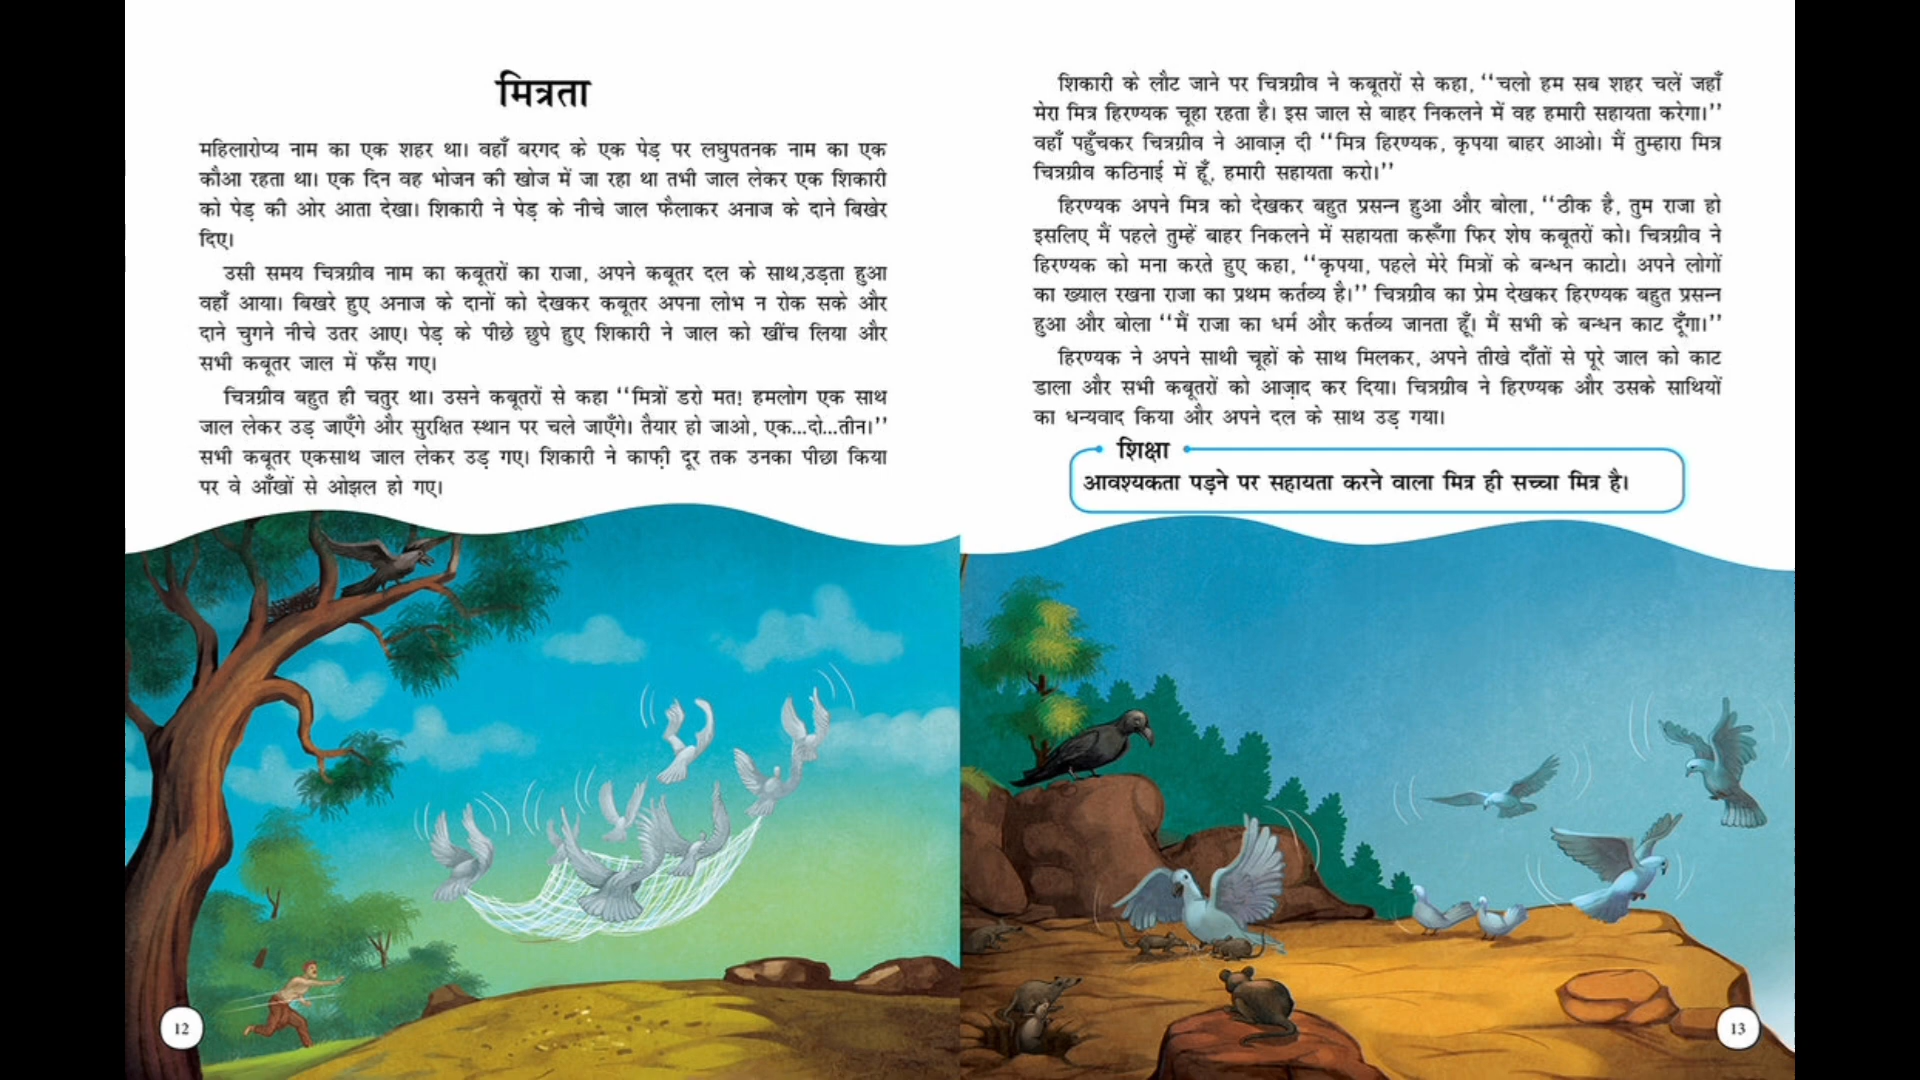 मित्रता
महिलारोप्य नाम का एक शहर था। वहाँ बरगद के एक पेड़ पर लघुपतनक नाम का एक
कौआ रहता था। एक दिन वह भोजन की खोज में जा रहा था तभी जाल लेकर एक शिकारी
को पेड़ की ओर आता देखा। शिकारी ने पेड़ के नीचे जाल फैलाकर अनाज के दाने बिखेर
दिए।
उसी समय चित्रग्रीव नाम का कबूतरों का राजा, अपने कबूतर दल के साथ,उड़ता हुआ
वहाँ आया। बिखरे हुए अनाज के दानों को देखकर कबूतर अपना लोभ न रोक सके और
दाने चुगने नीचे उतर आए। पेड़ के पीछे छुपे हुए शिकारी ने जाल को खींच लिया और
सभी कबूतर जाल में फँस गए।
चित्रग्रीव बहुत ही चतुर था। उसने कबूतरों से कहा ‘‘मित्रों डरो मत! हमलोग एक साथ
जाल लेकर उड़ जाएँगे और सुरक्षित स्थान पर चले जाएँगे। तैयार हो जाओ, एक...दो...तीन।’’
सभी कबूतर एकसाथ जाल लेकर उड़ गए। शिकारी ने काफ़ी दूर तक उनका पीछा किया
पर वे आँखों से ओझल हो गए।
12
शिकारी के लौट जाने पर चित्रग्रीव ने कबूतरों से कहा, ‘‘चलो हम सब शहर चलें जहाँ
मेरा मित्र हिरण्यक चूहा रहता है। इस जाल से बाहर निकलने में वह हमारी सहायता करेगा।’’
वहाँ पहुँचकर चित्रग्रीव ने आवाज़ दी ‘‘मित्र हिरण्यक, कृपया बाहर आओ। मैं तुम्हारा मित्र
चित्रग्रीव कठिनाई में हूँ, हमारी सहायता करो।’’
हिरण्यक अपने मित्र को देखकर बहुत प्रसन्न हुआ और बोला, ‘‘ठीक है, तुम राजा हो
इसलिए मैं पहले तुम्हें बाहर निकलने में सहायता करूँगा फिर शेष कबूतरों को। चित्रग्रीव ने
हिरण्यक को मना करते हुए कहा, ‘‘कृपया, पहले मेरे मित्रों के बन्धन काटो। अपने लोगों
का ख्याल रखना राजा का प्रथम कर्तव्य है।’’ चित्रग्रीव का प्रेम देखकर हिरण्यक बहुत प्रसन्न
हुआ और बोला ‘‘मैं राजा का धर्म और कर्तव्य जानता हूँ। मैं सभी के बन्धन काट दूँगा।’’
हिरण्यक ने अपने साथी चूहों के साथ मिलकर, अपने तीखे दाँतों से पूरे जाल को काट
डाला और सभी कबूतरों को आज़ाद कर दिया। चित्रग्रीव ने हिरण्यक और उसके साथियों
का धन्यवाद किया और अपने दल के साथ उड़ गया।
शिक्षा
आवश्यकता पड़ने पर सहायता करने वाला मित्र ही सच्चा मित्र है।
13